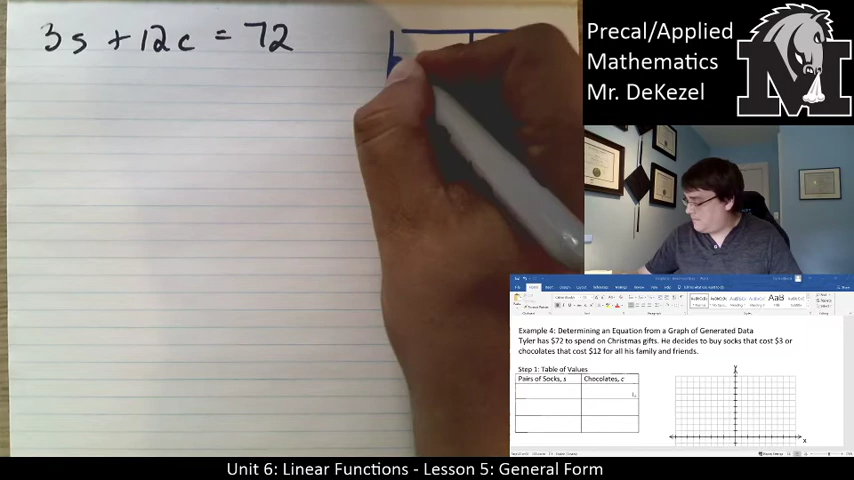 3s + 12c = 72
Precal/Applied
Mathematics
Mr. DeKezel
Example 4: Determining an Equation from a Graph of Generated Data
Tyler has $72 to spend on Christmas gifts. He decides to buy socks that cost $3 or
chocolates that cost $12 for all his family and friends.
Step 1: Table of Values
Pairs of Socks, s
Chocolates, c
y
x
Unit 6: Linear Functions - Lesson 5: General Form